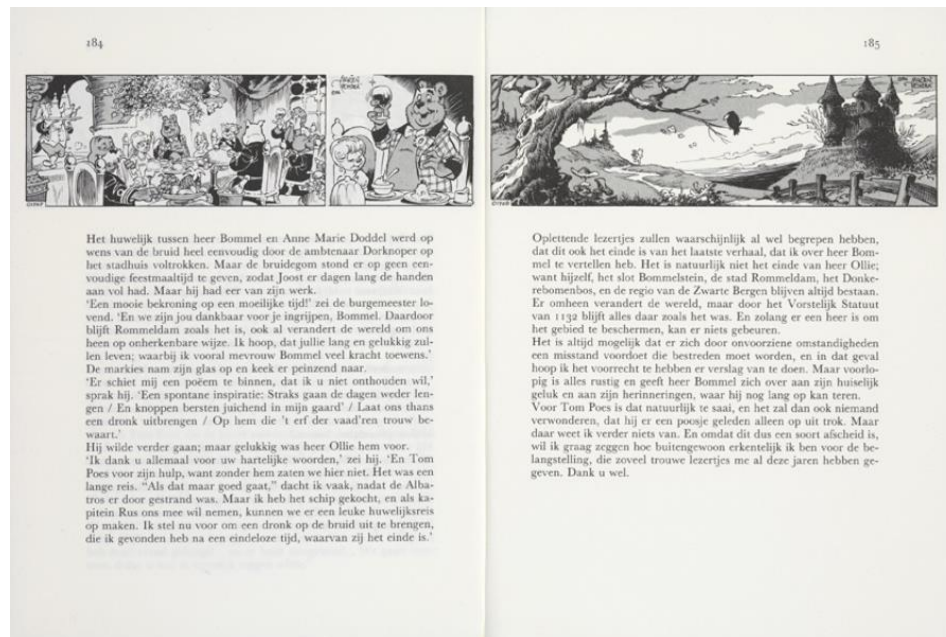 184
Het huwelijk tussen heer Bommel en Anne Marie Doddel werd op
wens van de bruid heel eenvoudig door de ambtenaar Dorknoper op
het stadhuis voltrokken. Maar de bruidegom stond er op geen een-
voudige feestmaaltijd te geven, zodat Joost er dagen lang de handen
aan vol had. Maar hij had eer van zijn werk.
‘Een mooie bekroning op een moeilijke tijd!’ zei de burgemeester lo-
vend. ‘En we zijn jou dankbaar voor je ingrijpen, Bommel. Daardoor
blijft Rommeldam zoals het is, ook al verandert de wereld om ons
heen op onherkenbare wijze. Ik hoop, dat jullie lang en gelukkig zul-
len leven; waarbij ik vooral mevrouw Bommel veel kracht toewens.’
De markies nam zijn glas op en keek er peinzend naar.
‘Er schiet mij een poëem te binnen, dat ik u niet onthouden wil,’
sprak hij. ‘Een spontane inspiratie: Straks gaan de dagen weder len-
gen / En knoppen bersten juichend in mijn gaard’ / Laat ons thans
een dronk uitbrengen / Op hem die ’t erf der vaad’ren trouw be-
waart.’
Hij wilde verder gaan; maar gelukkig was heer Ollie hem voor.
‘Ik dank u allemaal voor uw hartelijke woorden,’ zei hij. ‘En Tom
Poes voor zijn hulp, want zonder hem zaten we hier niet. Het was een
lange reis. “Als dat maar goed gaat,” dacht ik vaak, nadat de Alba-
tros er door gestrand was. Maar ik heb het schip gekocht, en als ka-
pitein Rus ons mee wil nemen, kunnen we er een leuke huwelijksreis
op maken. Ik stel nu voor om een dronk op de bruid uit te brengen,
die ik gevonden heb na een eindeloze tijd, waarvan zij het einde is.’
185
Oplettende lezertjes zullen waarschijnlijk al wel begrepen hebben,
dat dit ook het einde is van het laatste verhaal, dat ik over heer Bom-
mel te vertellen heb. Het is natuurlijk niet het einde van heer Ollie;
want hijzelf, het slot Bommelstein, de stad Rommeldam, het Donke-
rebomenbos, en de regio van de Zwarte Bergen blijven altijd bestaan.
Er omheen verandert de wereld, maar door het Vorstelijk Statuut
van 1132 blijft alles daar zoals het was. En zolang er een heer is om
het gebied te beschermen, kan er niets gebeuren.
Het is altijd mogelijk dat er zich door onvoorziene omstandigheden
een misstand voordoet die bestreden moet worden, en in dat geval
hoop ik het voorrecht te hebben er verslag van te doen. Maar voorlo-
pig is alles rustig en geeft heer Bommel zich over aan zijn huiselijk
geluk en aan zijn herinneringen, waar hij nog lang op kan teren.
Voor Tom Poes is dat natuurlijk te saai, en het zal dan ook niemand
verwonderen, dat hij er een poosje geleden alleen op uit trok. Maar
daar weet ik verder niets van. En omdat dit dus een soort afscheid is,
wil ik graag zeggen hoe buitengewoon erkentelijk ik ben voor de be-
langstelling, die zoveel trouwe lezertjes me al deze jaren hebben ge-
geven. Dank u wel.